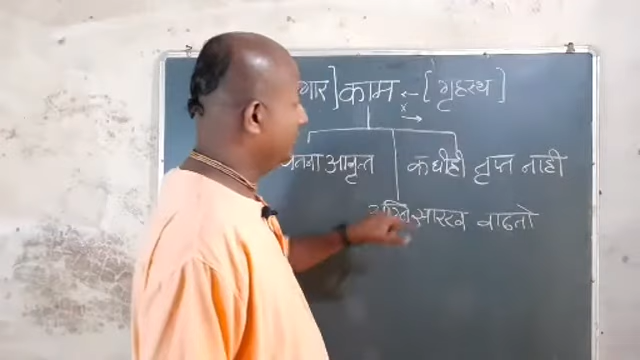 काम ← [गृहस्थ]
आवृत्त कधीही तृप्त नाही
सारखं वाढतो